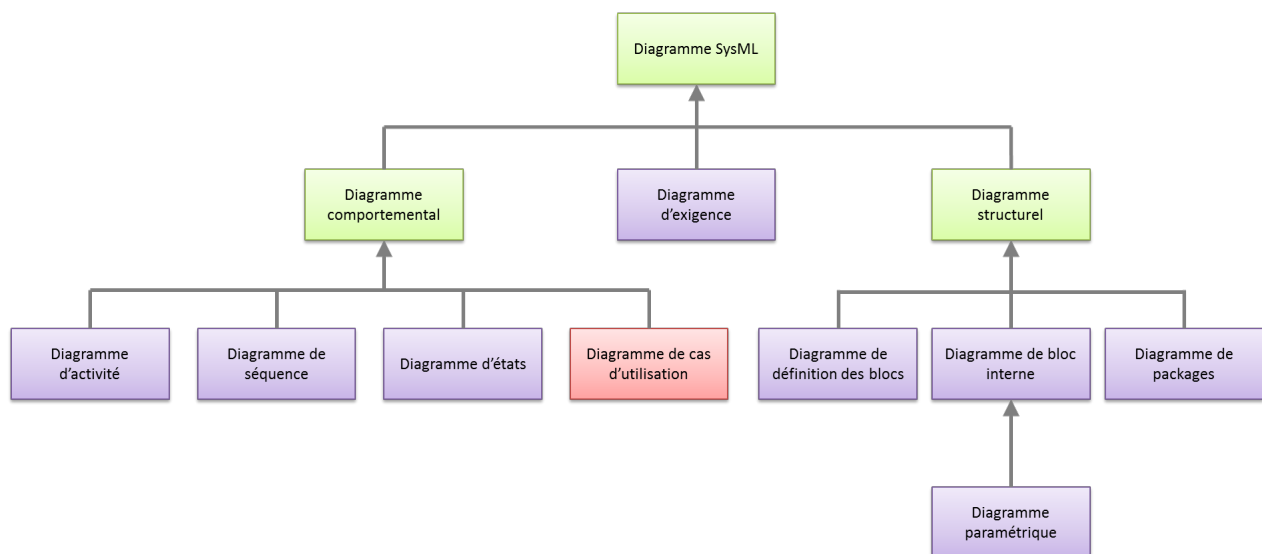 Diagramme SysML
Diagramme
comportemental
Diagramme
d’exigence
Diagramme
structurel
Diagramme
d’activité
Diagramme de
séquence
Diagramme d’états
Diagramme de cas
d’utilisation
Diagramme de
définition des blocs
Diagramme de bloc
interne
Diagramme de
packages
Diagramme
paramétrique